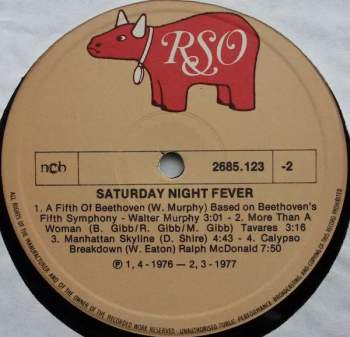 RSO
ncb
2685.123
-2
SATURDAY NIGHT FEVER
1. A Fifth Of Beethoven (W. Murphy) Based on Beethoven's
Fifth Symphony - Walter Murphy 3:01 - 2. More Than A
Woman (B. Gibb/R. Gibb/M. Gibb) Tavares 3:16
3. Manhattan Skyline (D. Shire) 4:43 - 4. Calypso
Breakdown (W. Eaton) Ralph McDonald 7:50
℗ 1, 4-1976 — 2, 3-1977
ALL RIGHTS OF THE MANUFACTURER AND OF THE OWNER OF THE RECORDED WORK RESERVED. UNAUTHORISED PUBLIC PERFORMANCE, BROADCASTING AND COPYING OF THIS RECORD PROHIBITED